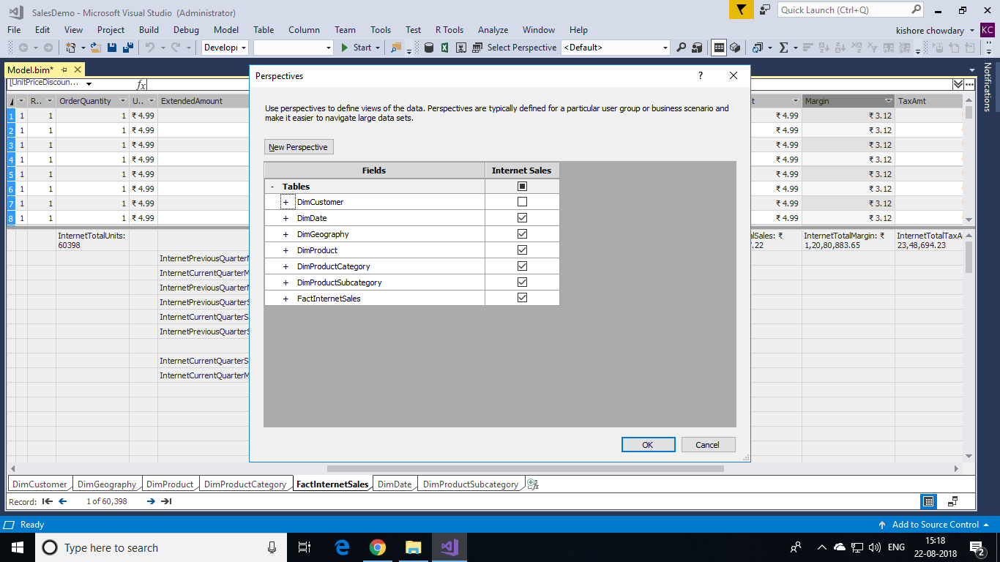 SalesDemo - Microsoft Visual Studio (Administrator)
Quick Launch (Ctrl+Q)
File Edit View Project Build Debug Model Table Column Team Tools Test R Tools Analyze Window Help
kishore chowdary KC
Develop Start Select Perspective <Default>
Model.bim*
Notifications
[UnitPriceDiscoun... fx
R.. OrderQuantity U.. ExtendedAmount t Margin TaxAmt
1 1 1 1 ₹ 4.99 ₹ 4.99 ₹ 3.12
2 1 1 1 ₹ 4.99 ₹ 4.99 ₹ 3.12
3 1 1 1 ₹ 4.99 ₹ 4.99 ₹ 3.12
4 1 1 1 ₹ 4.99 ₹ 4.99 ₹ 3.12
5 1 1 1 ₹ 4.99 ₹ 4.99 ₹ 3.12
6 1 1 1 ₹ 4.99 ₹ 4.99 ₹ 3.12
7 1 1 1 ₹ 4.99 ₹ 4.99 ₹ 3.12
8 1 1 1 ₹ 4.99 ₹ 4.99 ₹ 3.12
InternetTotalUnits: alSales: ₹ InternetTotalMargin: ₹ InternetTotalTaxA
60398 7.22 1,20,80,883.65 23,48,694.23
InternetPreviousQuarterM
InternetCurrentQuarterM
InternetPreviousQuarterM
InternetPreviousQuarterS
InternetCurrentQuarterS
InternetPreviousQuarterS
InternetCurrentQuarterS
InternetCurrentQuarterM
Perspectives ?
Use perspectives to define views of the data. Perspectives are typically defined for a particular user group or business scenario and
make it easier to navigate large data sets.
New Perspective
Fields Internet Sales
- Tables
+ DimCustomer
+ DimDate
+ DimGeography
+ DimProduct
+ DimProductCategory
+ DimProductSubcategory
+ FactInternetSales
OK Cancel
DimCustomer DimGeography DimProduct DimProductCategory FactInternetSales DimDate DimProductSubcategory
Record: 1 of 60,398
Ready Add to Source Control
Type here to search
ENG 15:18
22-08-2018
2